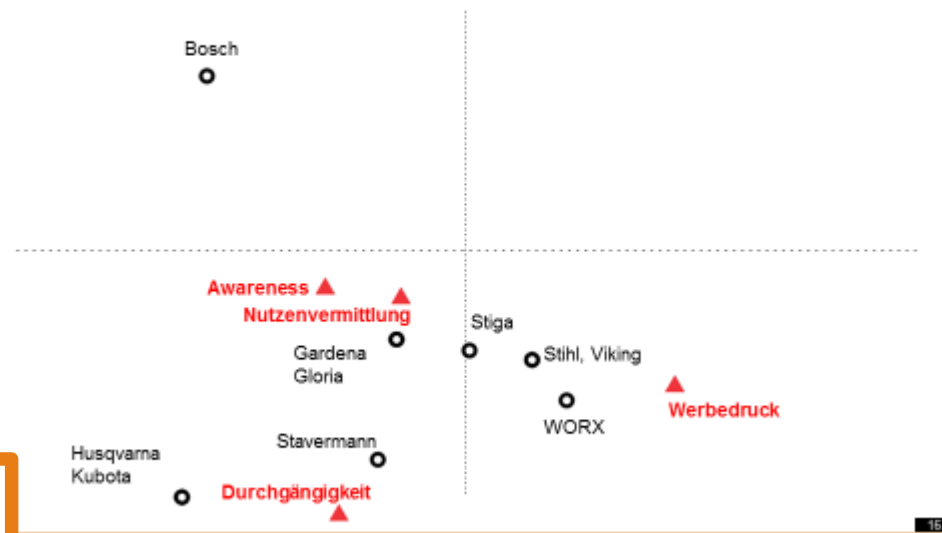 Bosch
Awareness
Nutzenvermittlung
Stiga
Gardena
Gloria
Stihl, Viking
Werbedruck
WORX
Stavermann
Husqvarna
Kubota
Durchgängigkeit
16